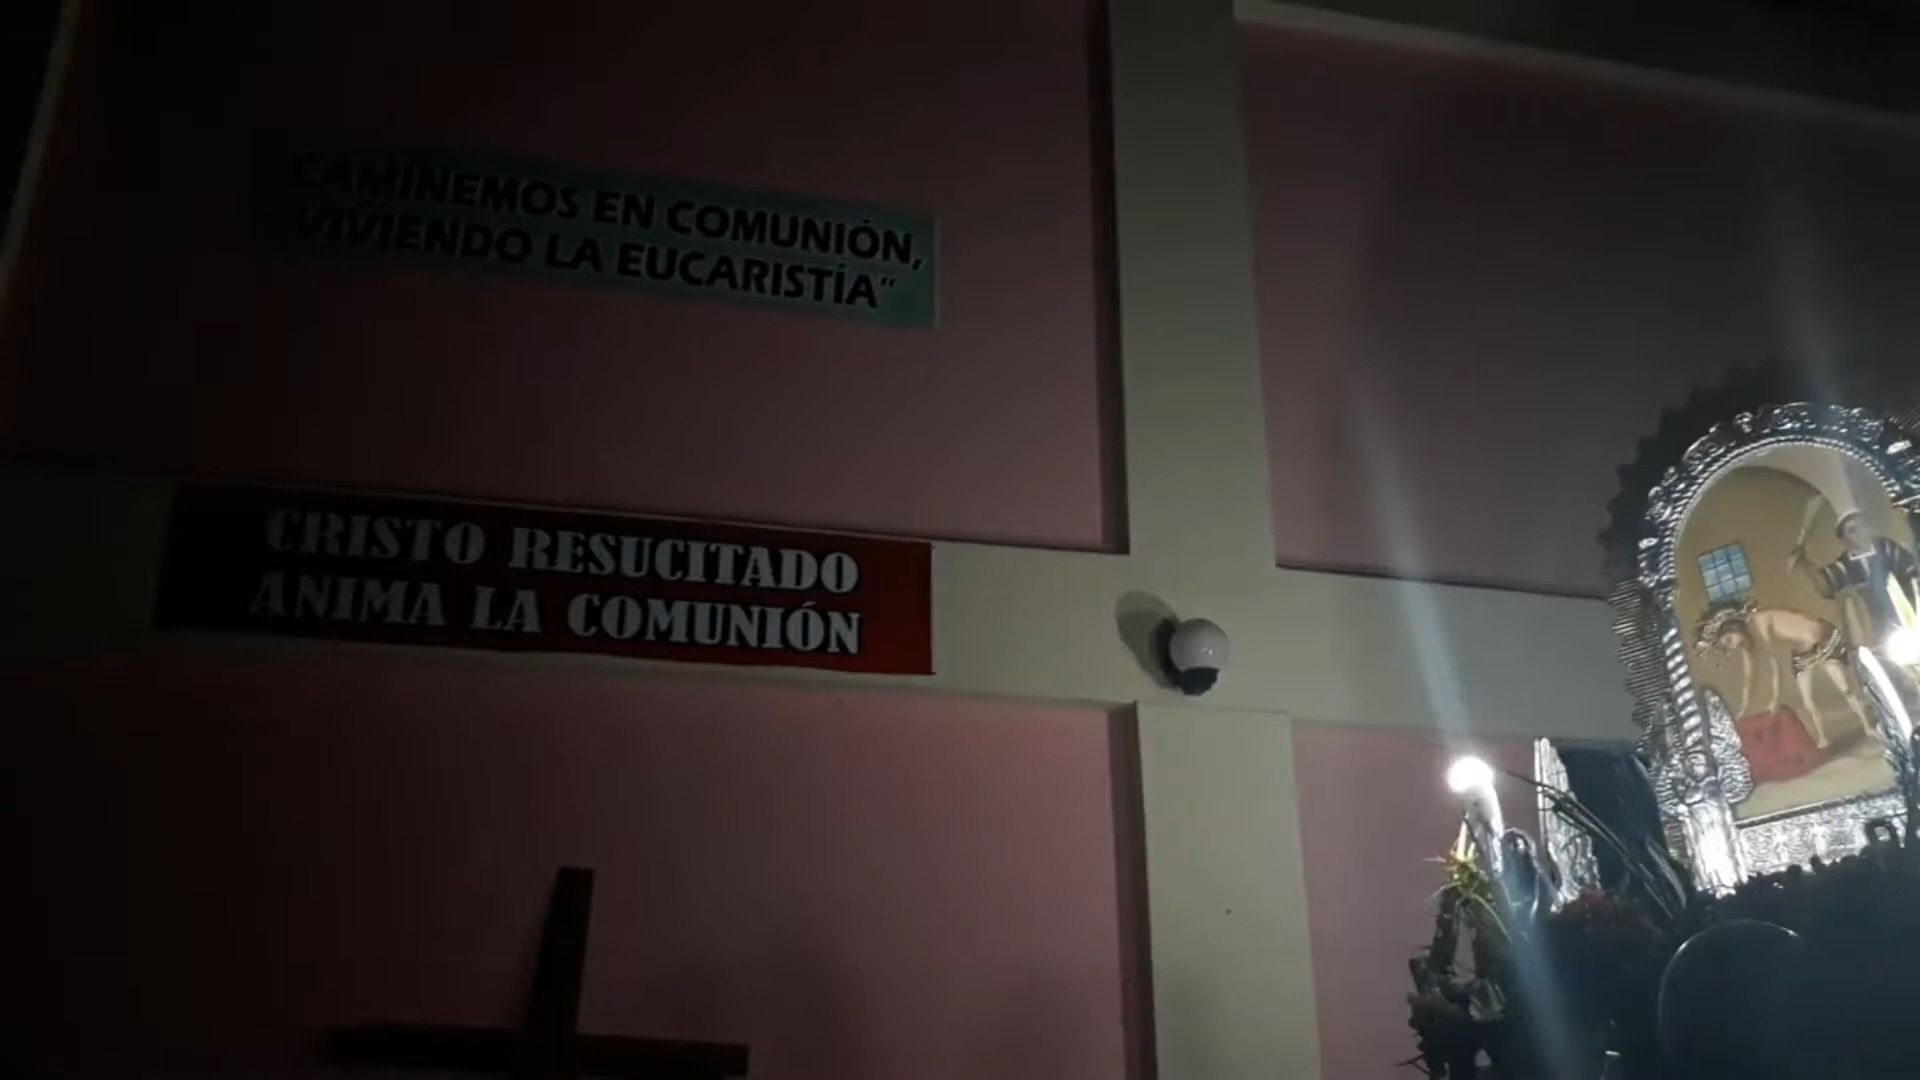 CAMINEMOS EN COMUNIÓN,
VIVIENDO LA EUCARISTÍA”
CRISTO RESUCITADO
ANIMA LA COMUNIÓN